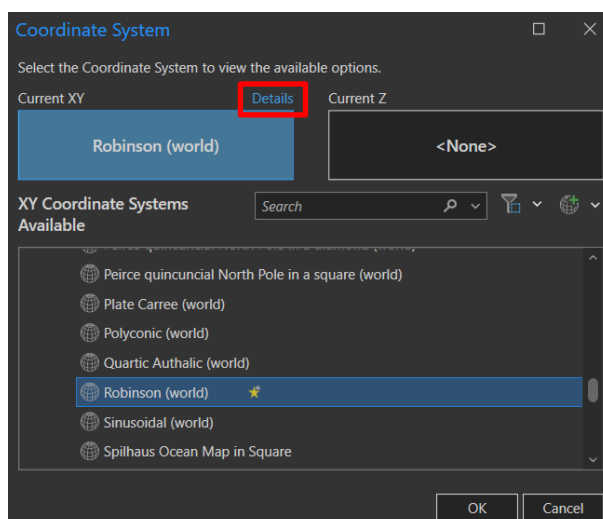 Coordinate System
Select the Coordinate System to view the available options.
Current XY Details Current Z
Robinson (world) <None>
XY Coordinate Systems Available
Search
Peirce quincuncial North Pole in a square (world)
Plate Carree (world)
Polyconic (world)
Quartic Authalic (world)
Robinson (world)
Sinusoidal (world)
Spilhaus Ocean Map in Square
OK Cancel